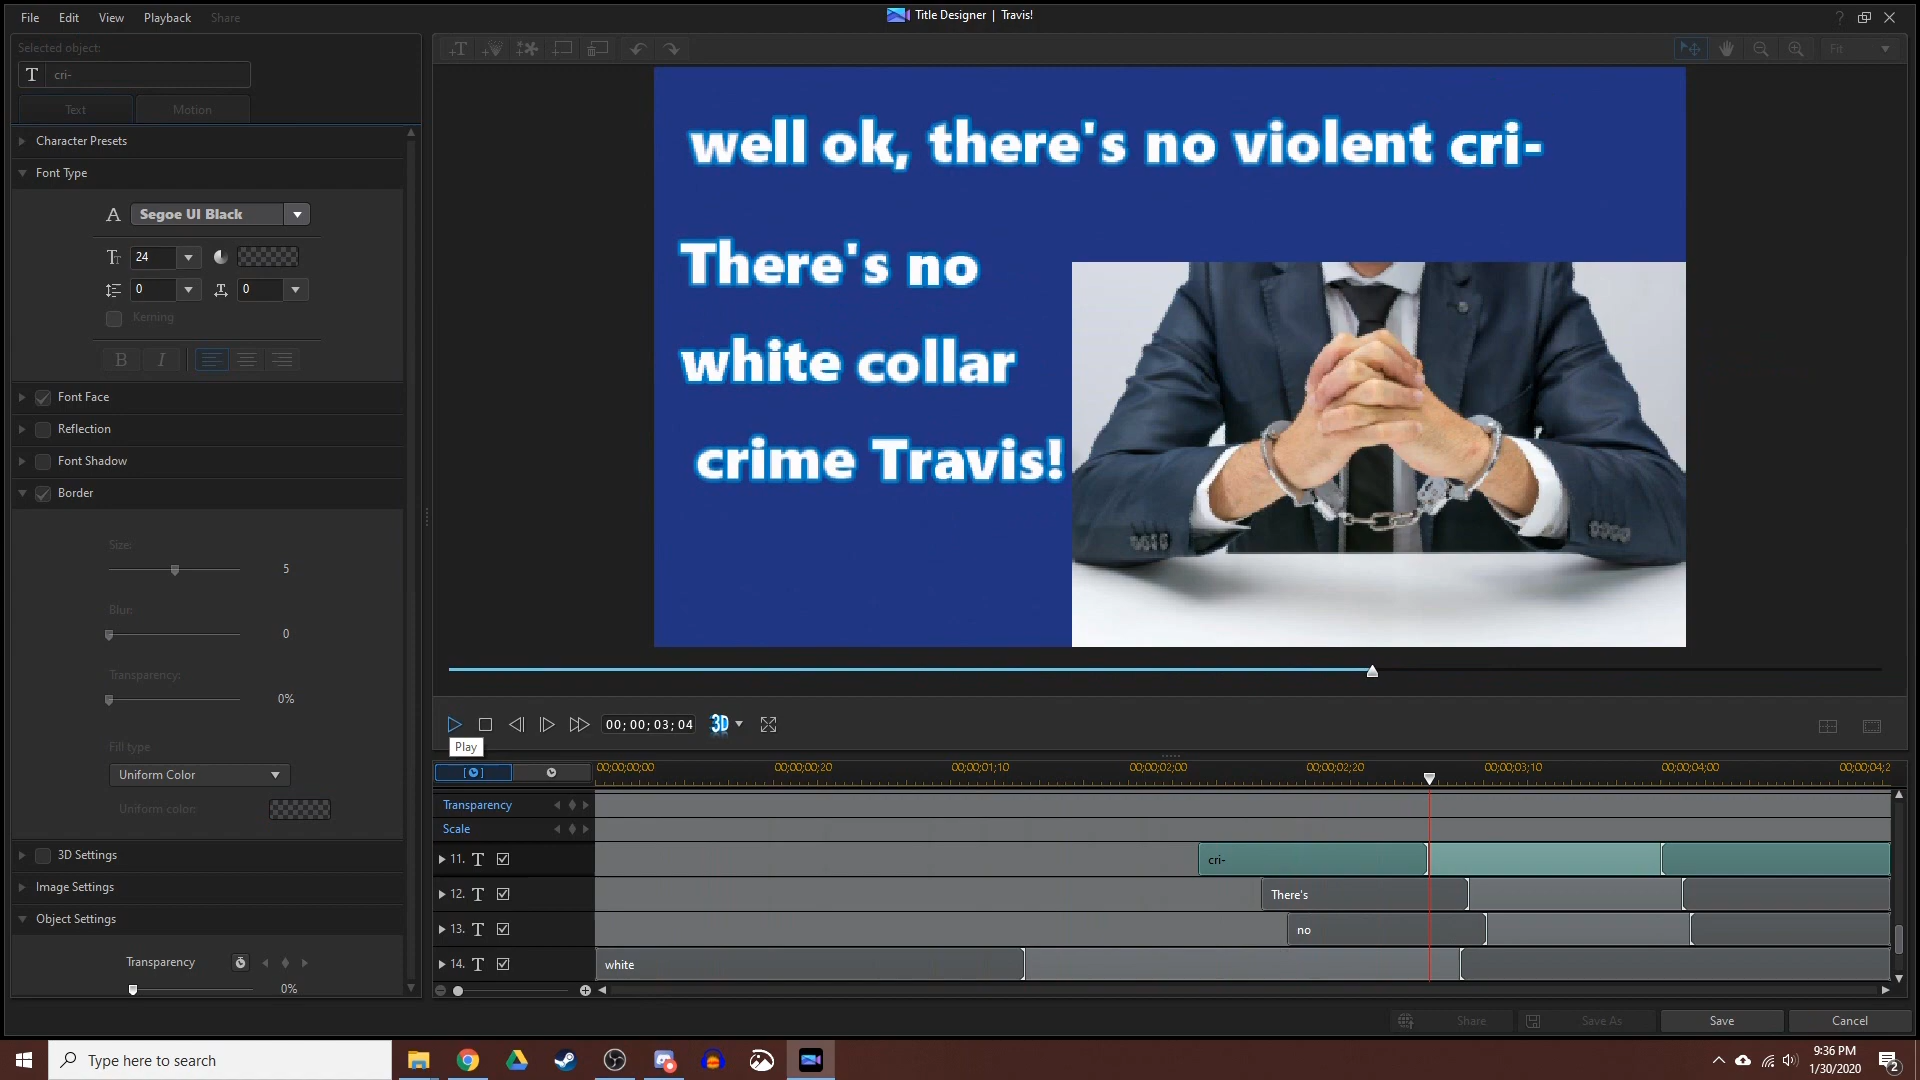 File Edit View Playback Share
Title Designer | Travis!
Selected object:
T cri-
Text Motion
Character Presets
Font Type
A Segoe UI Black
24
0 0
Kerning
B I
Font Face
Reflection
Font Shadow
Border
Size:
5
Blur:
0
Transparency:
0%
Fill type
Uniform Color
Uniform color:
3D Settings
Image Settings
Object Settings
Transparency
0%
Fit
well ok, there's no violent cri-
There's no
white collar
crime Travis!
00; 00; 03; 04 3D
Play
00;00;00;00 00;00;00;20 00;00;01;10 00;00;02;00 00;00;02;20 00;00;03;10 00;00;04;00 00;00;04;2
Transparency
Scale
11. T cri-
12. T There's
13. T no
14. T white
Share Save As Save Cancel
Type here to search
9:36 PM
1/30/2020
2